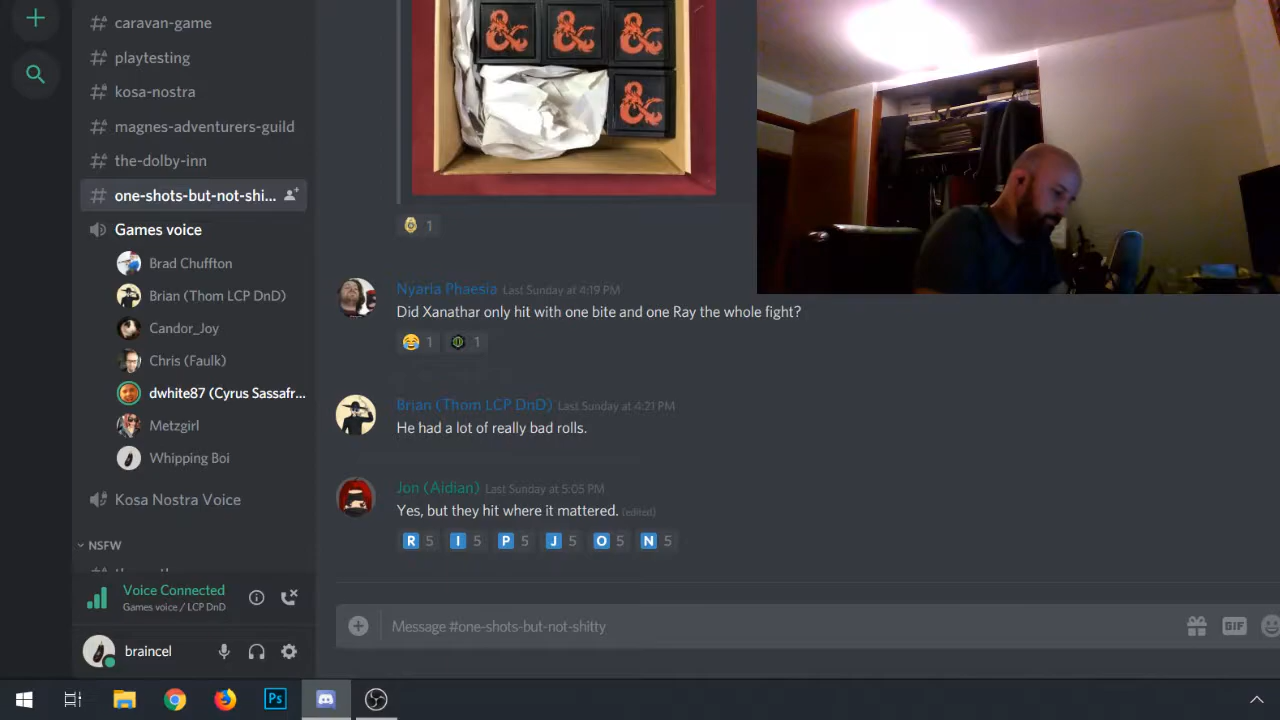 caravan-game
playtesting
kosa-nostra
magnes-adventurers-guild
the-dolby-inn
one-shots-but-not-shi...
Games voice
Brad Chuffton
Brian (Thom LCP DnD)
Candor_Joy
Chris (Faulk)
dwhite87 (Cyrus Sassafr...
Metzgirl
Whipping Boi
Kosa Nostra Voice
NSFW
Voice Connected
Games voice / LCP DnD
braincel
& & &
&
1
Nyarla Phaesia Last Sunday at 4:19 PM
Did Xanathar only hit with one bite and one Ray the whole fight?
1 1
Brian (Thom LCP DnD) Last Sunday at 4:21 PM
He had a lot of really bad rolls.
Jon (Aidian) Last Sunday at 5:05 PM
Yes, but they hit where it mattered. (edited)
R 5 I 5 P 5 J 5 O 5 N 5
Message #one-shots-but-not-shitty
GIF
Ps